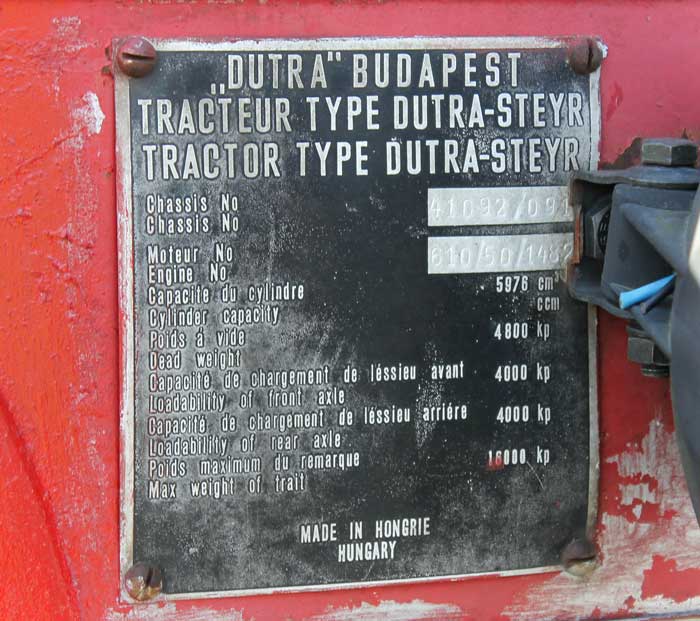 „DUTRA" BUDAPEST
TRACTEUR TYPE DUTRA-STEYR
TRACTOR TYPE DUTRA-STEYR
Chassis No 41092/091
Chassis No
Moteur No 610/50/1482
Engine No
Capacite du cylindre 5976 cm³
Cylinder capacity ccm
Poids á vide 4800 kp
Dead weight
Capacité de chargement de léssieu avant 4000 kp
Loadability of front axle
Capacité de chargement de léssieu arriére 4000 kp
Loadability of rear axle
Poids maximum du remarque 16000 kp
Max weight of trait
MADE IN HONGRIE
HUNGARY